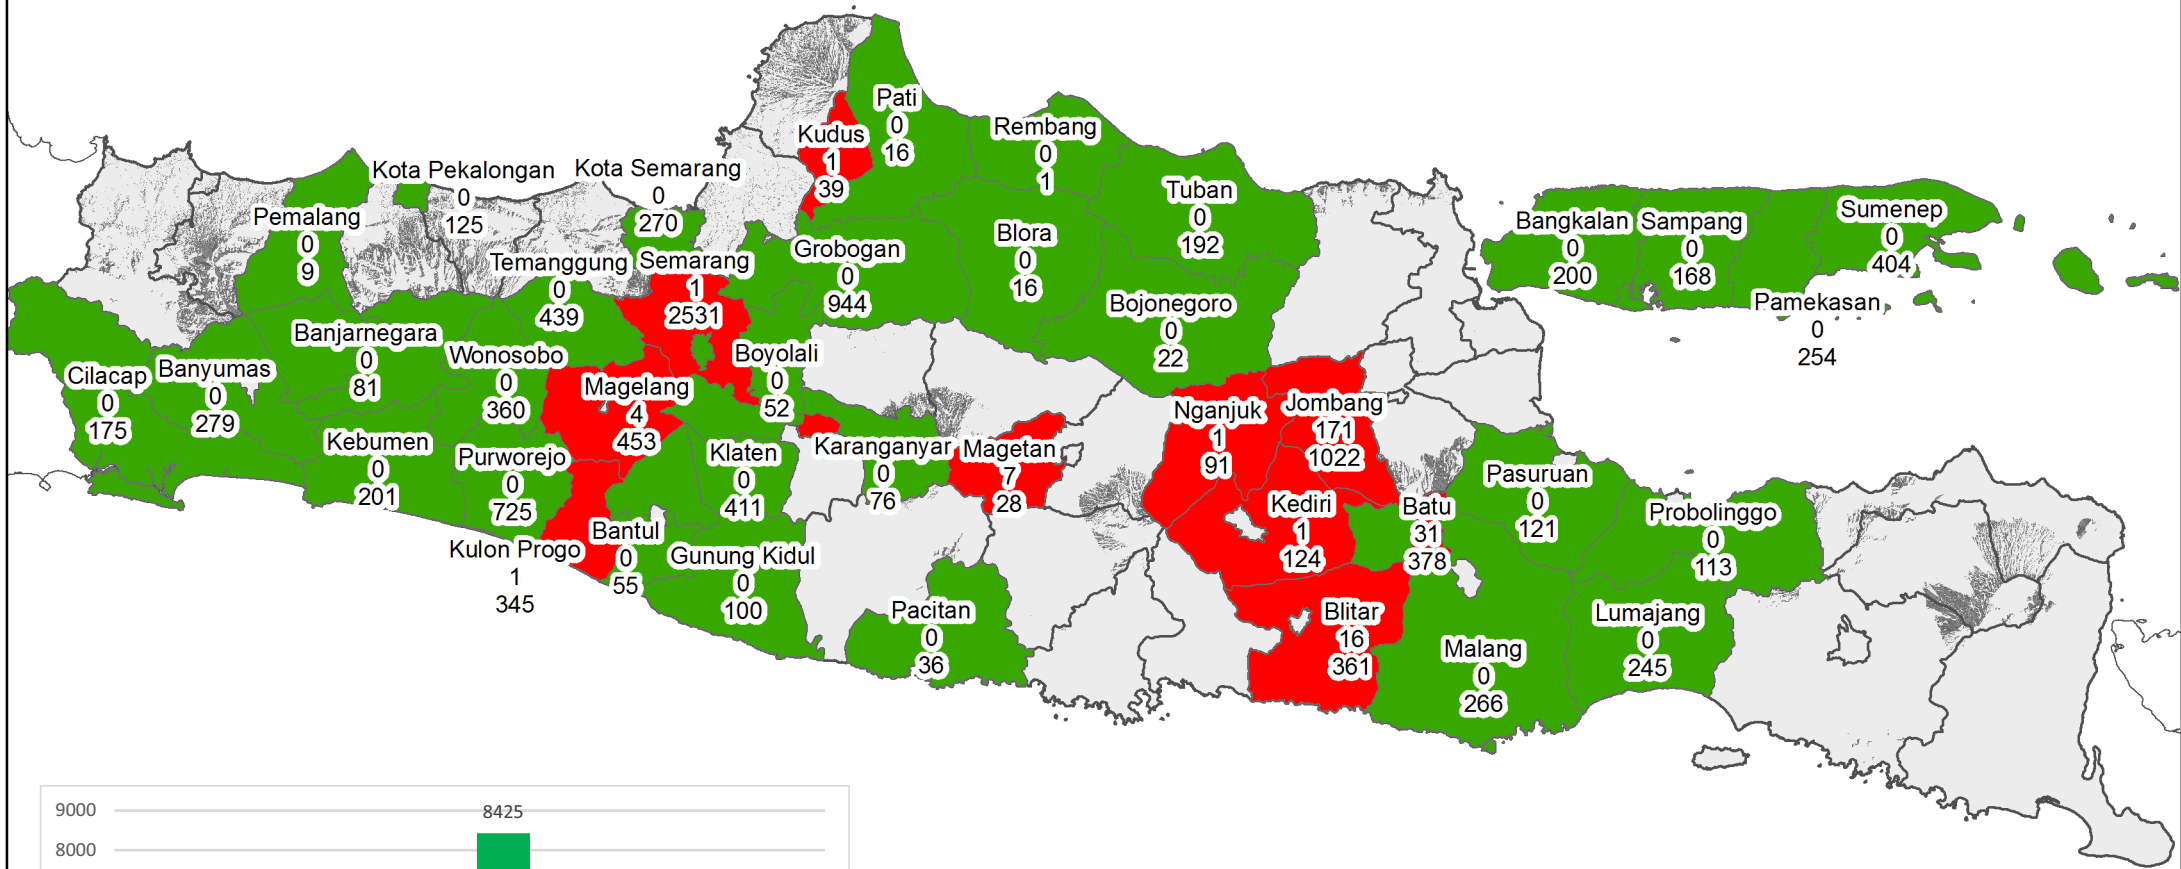 Pati
0
16
Kudus
1
39
Rembang
0
1
Kota Pekalongan
0
125
Kota Semarang
0
270
Tuban
0
192
Pemalang
0
9
Bangkalan
0
200
Sampang
0
168
Sumenep
0
404
Pamekasan
0
254
Temanggung
0
439
Semarang
1
2531
Grobogan
0
944
Blora
0
16
Bojonegoro
0
22
Banjarnegara
0
81
Wonosobo
0
360
Boyolali
0
52
Cilacap
0
175
Banyumas
0
279
Magelang
4
453
Nganjuk
1
91
Jombang
171
1022
Kebumen
0
201
Purworejo
0
725
Klaten
0
411
Karanganyar
0
76
Magetan
7
28
Pasuruan
0
121
Kediri
1
124
Batu
31
378
Probolinggo
0
113
Kulon Progo
1
345
Bantul
0
55
Gunung Kidul
0
100
Pacitan
0
36
Blitar
16
361
Malang
0
266
Lumajang
0
245
9000
8425
8000